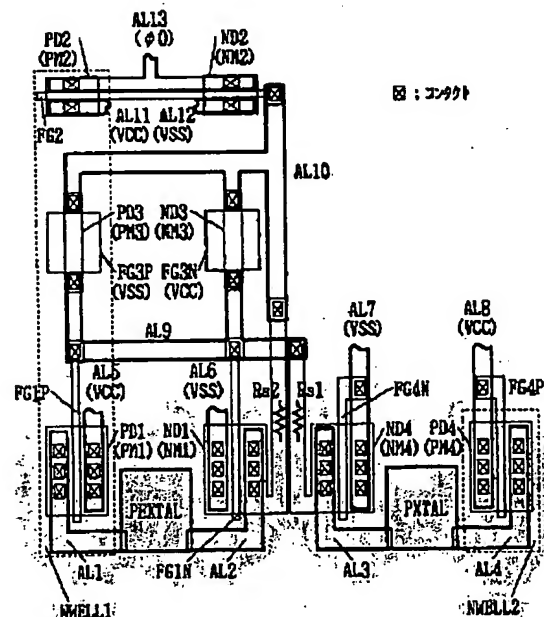 AL13
(φ0)
PD2
(PM2)
ND2
(NM2)
☒ : コンタクト
FG2
AL11 AL12
(VCC) (VSS)
AL10
PD3 ND3
(PM3) (NM3)
FG3P FG3N
(VSS) (VCC)
AL9
AL7
(VSS)
AL8
(VCC)
FG1P
AL5
(VCC)
AL6
(VSS)
Rs2 Rs1
FG4N
FG4P
PD1 ND1
(PM1) (NM1)
ND4 PD4
(NM4) (PM4)
PEXTAL
PXTAL
AL1
FG1N
AL2
AL3
AL4
NWELL1
NWELL2